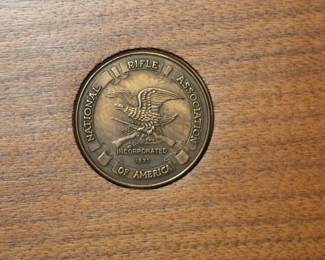 NATIONAL RIFLE ASSOCIATION
INCORPORATED
1871
OF AMERICA